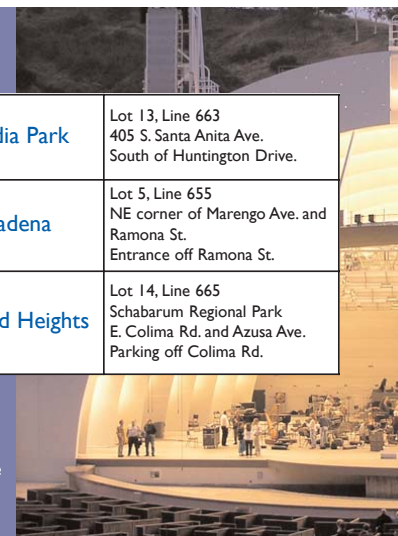 dia Park
Lot 13, Line 663
405 S. Santa Anita Ave.
South of Huntington Drive.
adena
Lot 5, Line 655
NE corner of Marengo Ave. and
Ramona St.
Entrance off Ramona St.
d Heights
Lot 14, Line 665
Schabarum Regional Park
E. Colima Rd. and Azusa Ave.
Parking off Colima Rd.